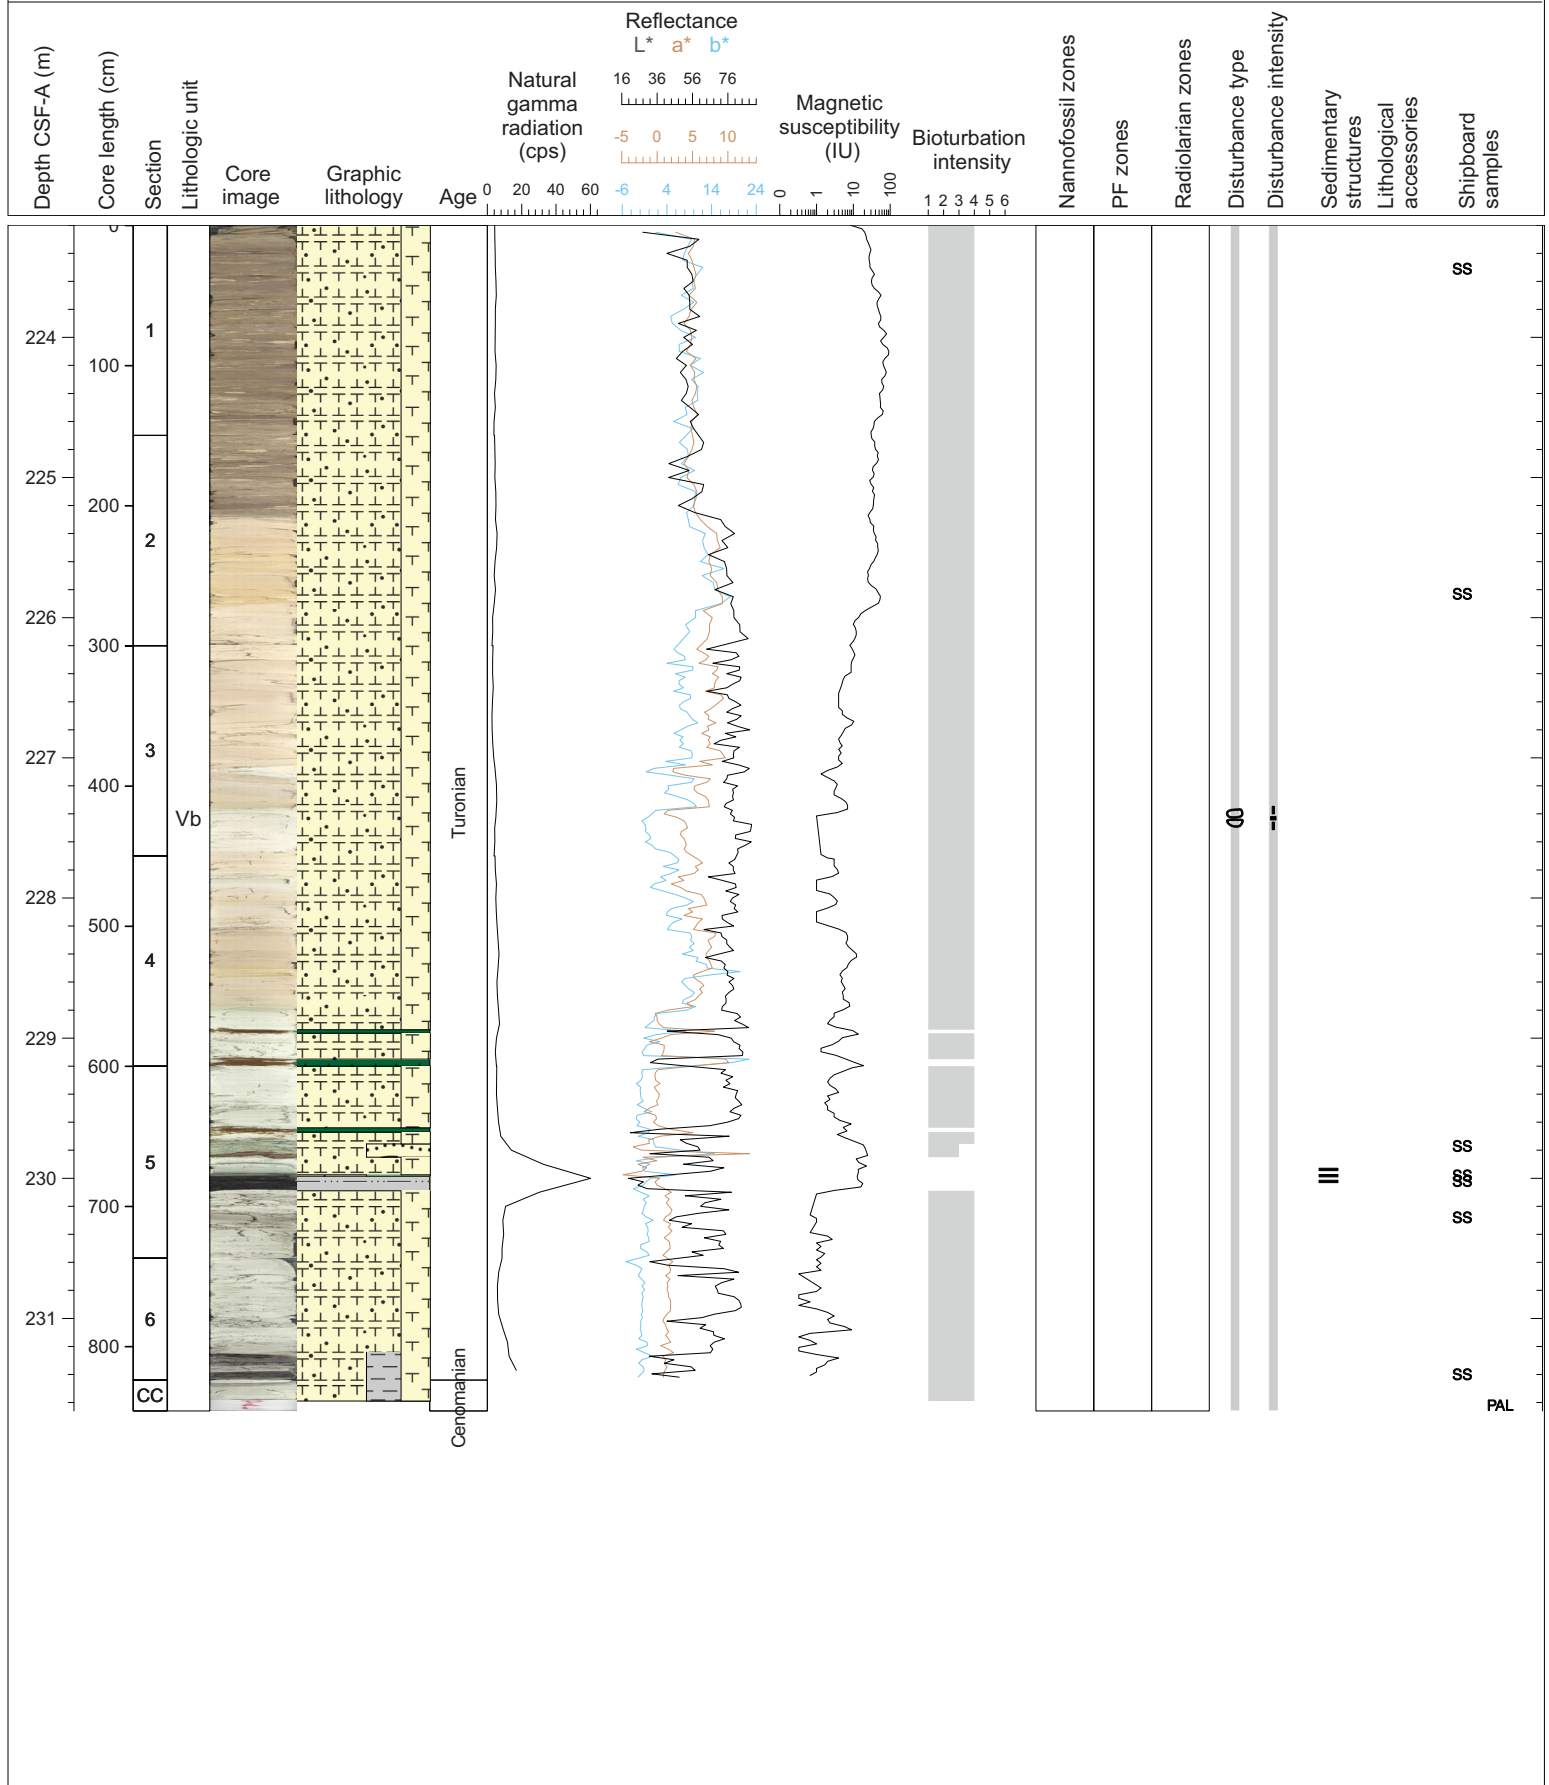 Depth CSF-A (m)
Core length (cm)
Section
Lithologic unit
Core
image
Graphic
lithology
Age
Natural
gamma
radiation
(cps)
0 20 40 60
Reflectance
L* a* b*
16 36 56 76
-5 0 5 10
-6 4 14 24
Magnetic
susceptibility
(IU)
0 1 10 100
Bioturbation
intensity
1 2 3 4 5 6
Nannofossil zones
PF zones
Radiolarian zones
Disturbance type
Disturbance intensity
Sedimentary
structures
Lithological
accessories
Shipboard
samples
0
SS
1
224
100
225
200
2
SS
226
300
3
227
400
Vb
Turonian
228
500
4
229
600
SS
5
230
SS
SS
700
SS
231
6
800
SS
Cenomanian
CC
PAL